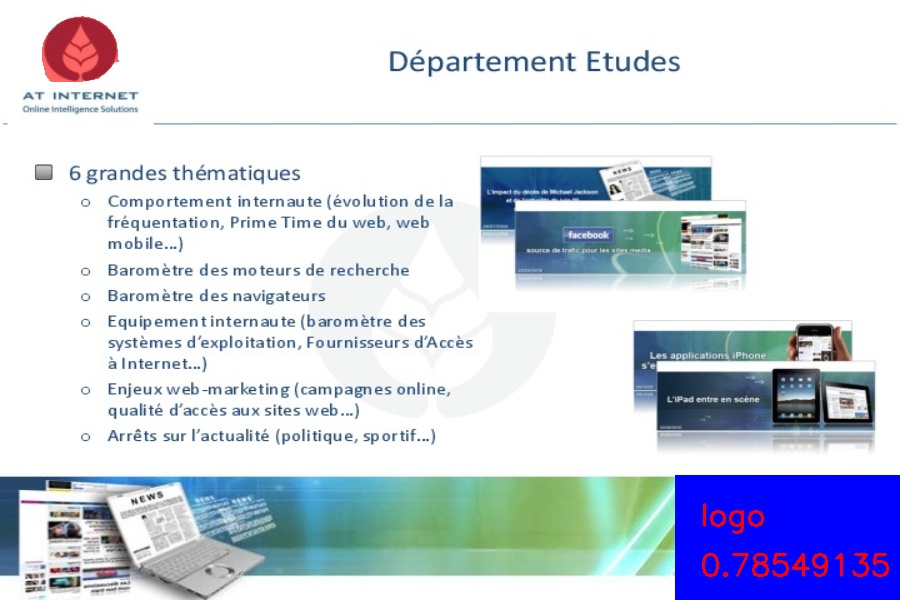 AT INTERNET
Online Intelligence Solutions
Département Etudes
6 grandes thématiques
o Comportement internaute (évolution de la
fréquentation, Prime Time du web, web
mobile...)
o Baromètre des moteurs de recherche
o Baromètre des navigateurs
o Equipement internaute (baromètre des
systèmes d’exploitation, Fournisseurs d’Accès
à Internet...)
o Enjeux web-marketing (campagnes online,
qualité d’accès aux sites web...)
o Arrêts sur l’actualité (politique, sportif...)
NEWS
L'impact du décès de Michael Jackson
facebook
source de trafic pour les sites media
Les applications iPhone
s'e
L'iPad entre en scène
NEWS
NEWS
NEWS
logo
0.78549135